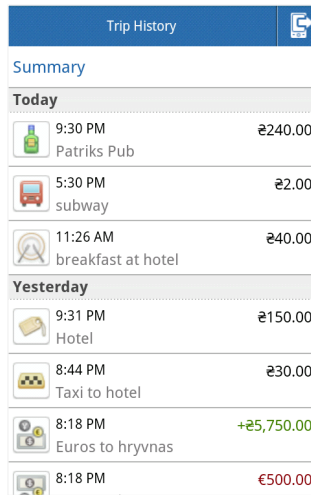 Trip History
Summary
Today
9:30 PM
₴240.00
Patriks Pub
5:30 PM
₴2.00
subway
11:26 AM
₴40.00
breakfast at hotel
Yesterday
9:31 PM
₴150.00
Hotel
8:44 PM
₴30.00
Taxi to hotel
8:18 PM
+₴5,750.00
Euros to hryvnas
8:18 PM
€500.00